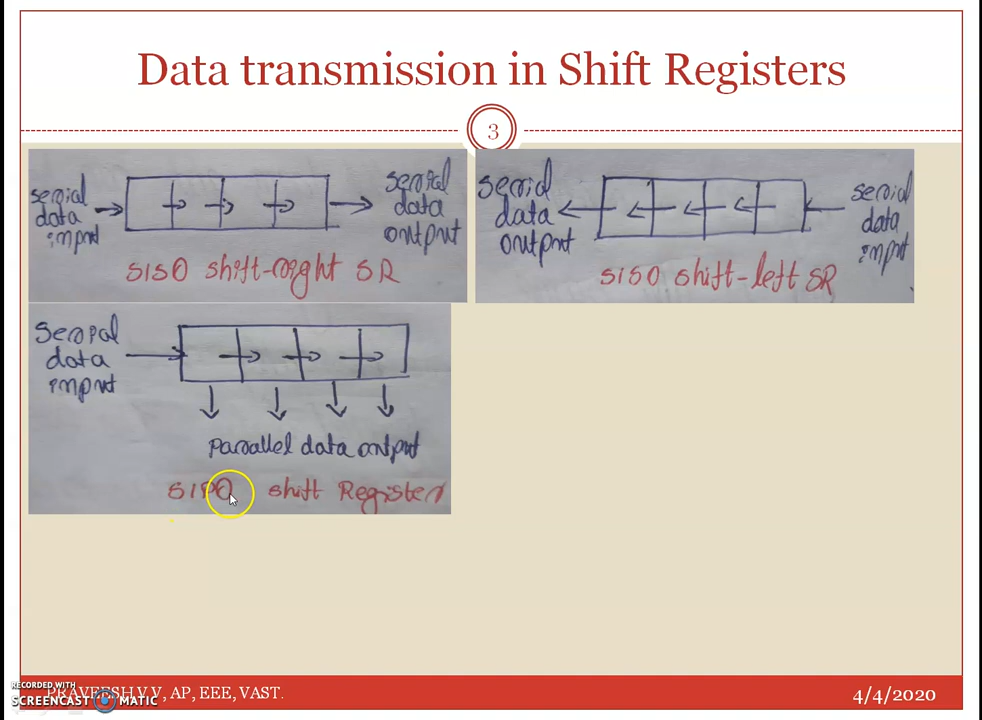 Data transmission in Shift Registers
3
serial
data
input
serial
data
output
SISO shift-right SR
serial
data
output
serial
data
input
SISO shift-left SR
serial
data
input
Parallel data output
SIPO shift Register
RECORDED WITH
SCREENCAST MATIC
PRAVEESH.V.V, AP, EEE, VAST.
4/4/2020